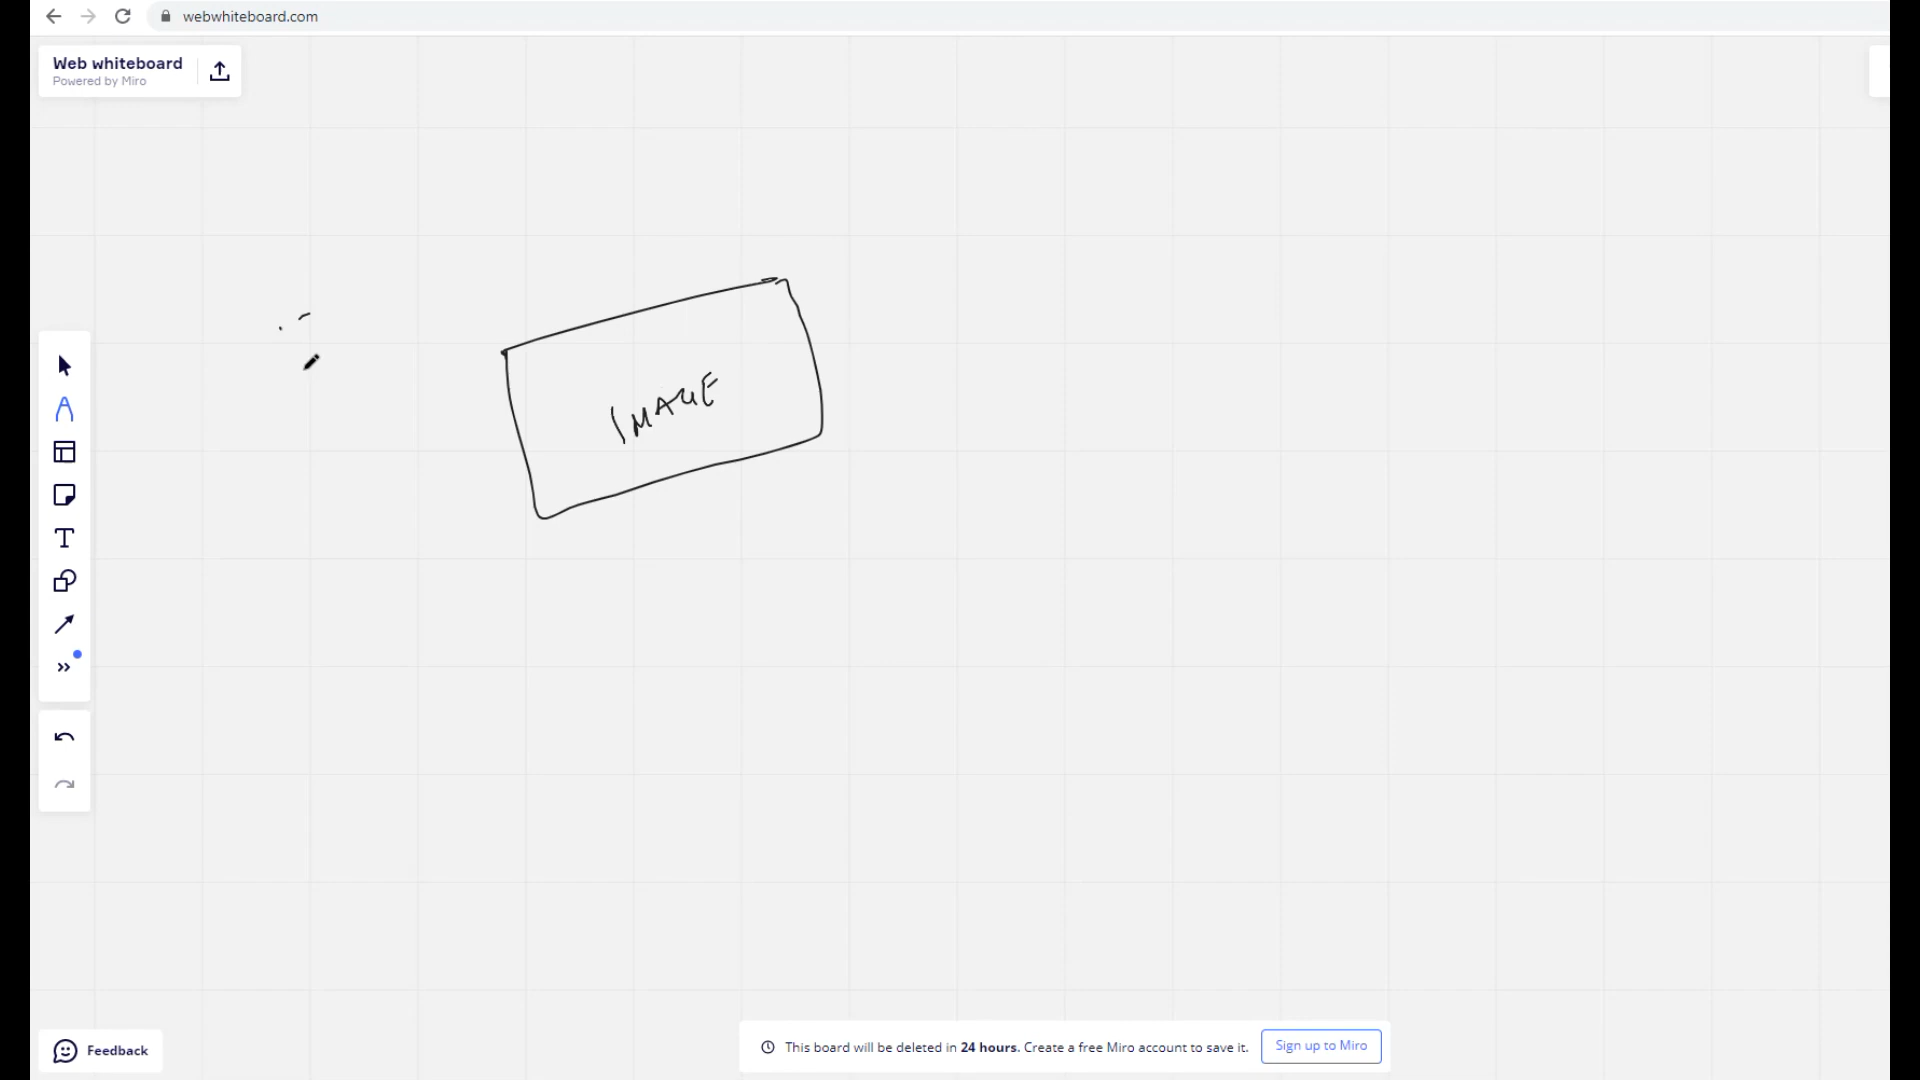 webwhiteboard.com
Web whiteboard
Powered by Miro
IMAGE
T
Feedback
This board will be deleted in 24 hours. Create a free Miro account to save it.
Sign up to Miro